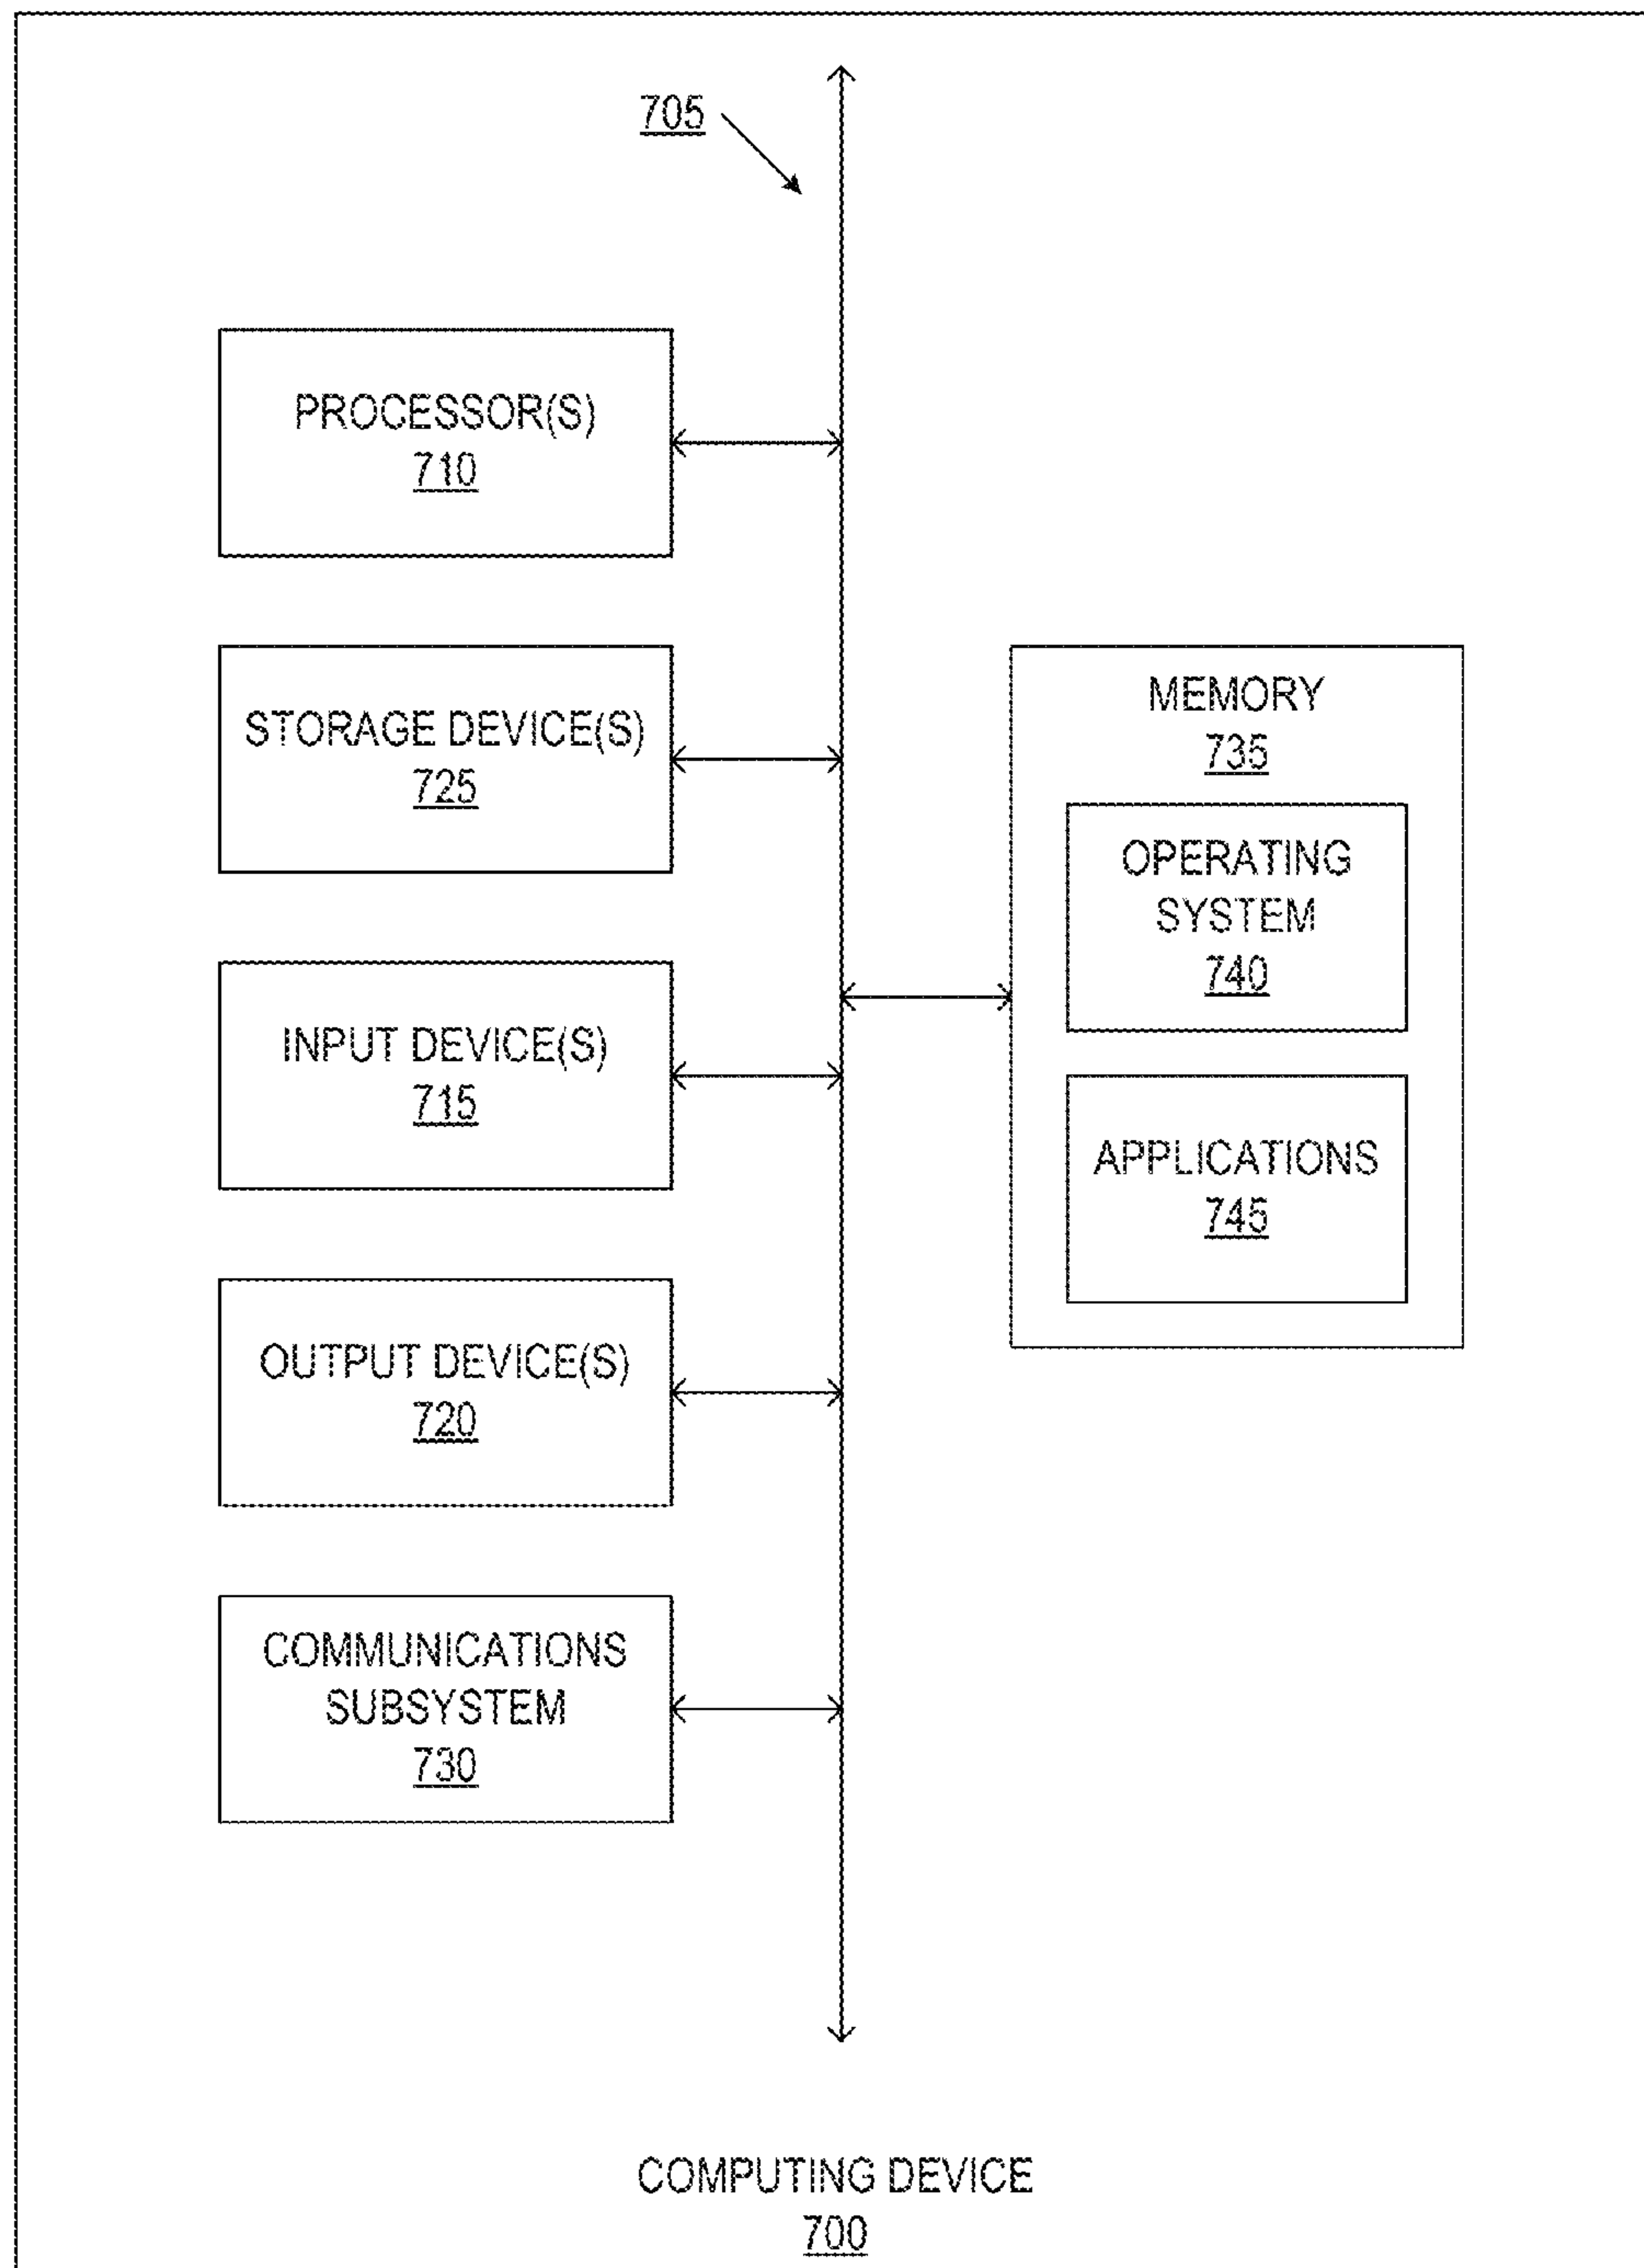 705
PROCESSOR(S)
710
STORAGE DEVICE(S)
725
INPUT DEVICE(S)
715
OUTPUT DEVICE(S)
720
COMMUNICATIONS
SUBSYSTEM
730
MEMORY
735
OPERATING
SYSTEM
740
APPLICATIONS
745
COMPUTING DEVICE
700